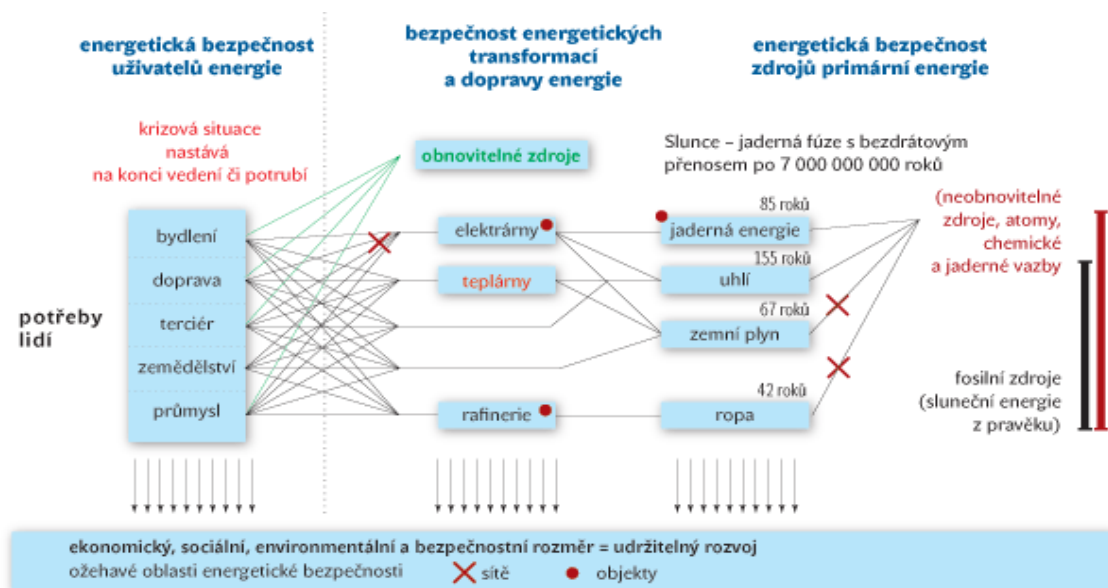 energetická bezpečnost
uživatelů energie
bezpečnost energetických
transformací
a dopravy energie
energetická bezpečnost
zdrojů primární energie
krizová situace
nastává
na konci vedení či potrubí
obnovitelné zdroje
Slunce – jaderná fúze s bezdrátovým
přenosem po 7 000 000 000 roků
potřeby
lidí
bydlení
doprava
terciér
zemědělství
průmysl
elektrárny
teplárny
rafinerie
85 roků
jaderná energie
155 roků
uhlí
67 roků
zemní plyn
42 roků
ropa
(neobnovitelné
zdroje, atomy,
chemické
a jaderné vazby
fosilní zdroje
(sluneční energie
z pravěku)
ekonomický, sociální, environmentální a bezpečnostní rozměr = udržitelný rozvoj
ožehavé oblasti energetické bezpečnosti sítě objekty